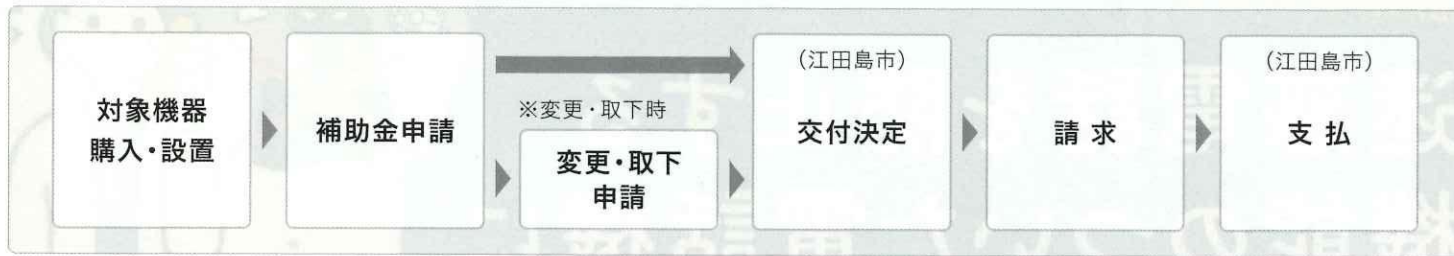 対象機器
購入・設置
補助金申請
※変更・取下時
変更・取下
申請
（江田島市）
交付決定
請 求
（江田島市）
支 払